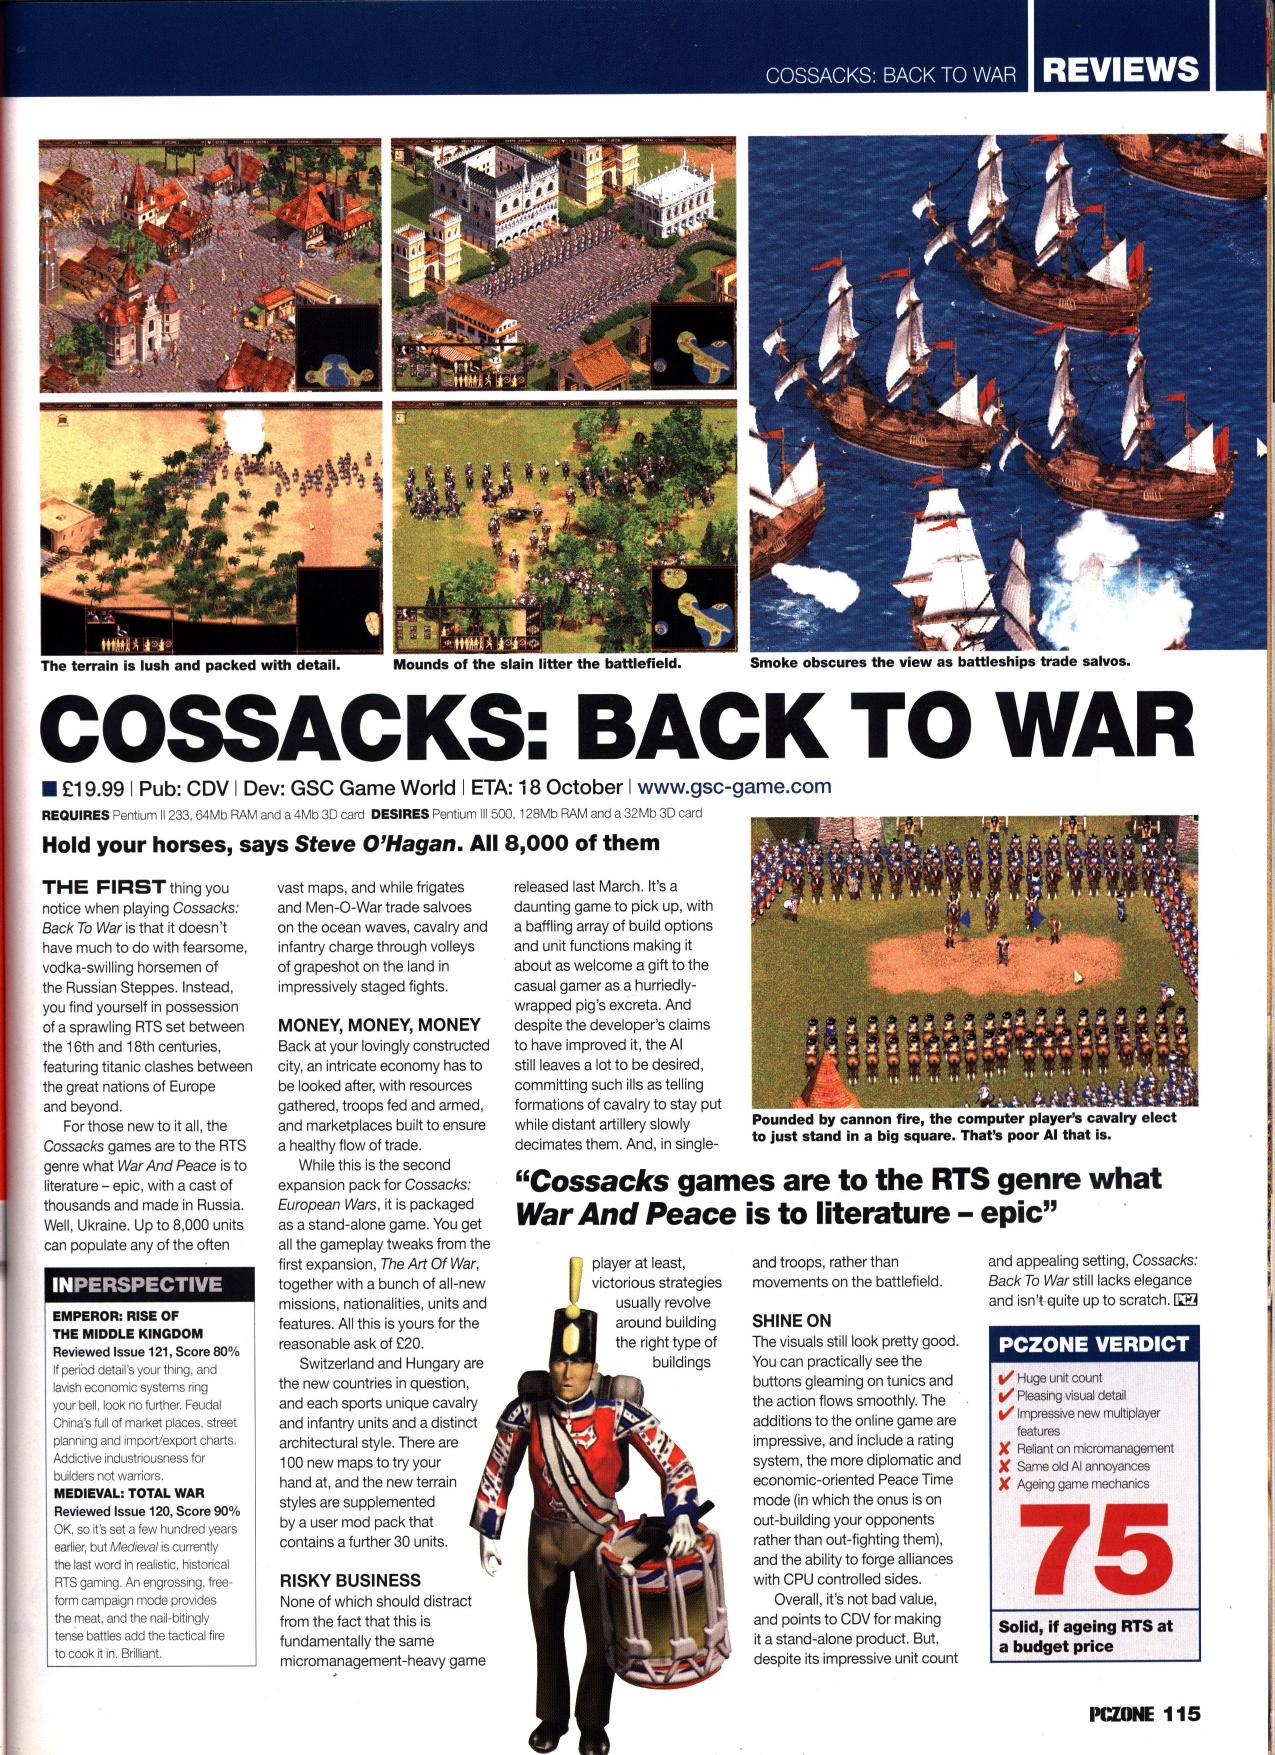 COSSACKS: BACK TO WAR
REVIEWS
The terrain is lush and packed with detail.
Mounds of the slain litter the battlefield.
Smoke obscures the view as battleships trade salvos.
COSSACKS: BACK TO WAR
£19.99 | Pub: CDV | Dev: GSC Game World | ETA: 18 October | www.gsc-game.com
REQUIRES Pentium II 233, 64Mb RAM and a 4Mb 3D card DESIRES Pentium III 500, 128Mb RAM and a 32Mb 3D card
Hold your horses, says Steve O'Hagan. All 8,000 of them
THE FIRST thing you
notice when playing Cossacks:
Back To War is that it doesn't
have much to do with fearsome,
vodka-swilling horsemen of
the Russian Steppes. Instead,
you find yourself in possession
of a sprawling RTS set between
the 16th and 18th centuries,
featuring titanic clashes between
the great nations of Europe
and beyond.
For those new to it all, the
Cossacks games are to the RTS
genre what War And Peace is to
literature – epic, with a cast of
thousands and made in Russia.
Well, Ukraine. Up to 8,000 units
can populate any of the often
vast maps, and while frigates
and Men-O-War trade salvoes
on the ocean waves, cavalry and
infantry charge through volleys
of grapeshot on the land in
impressively staged fights.
MONEY, MONEY, MONEY
Back at your lovingly constructed
city, an intricate economy has to
be looked after, with resources
gathered, troops fed and armed,
and marketplaces built to ensure
a healthy flow of trade.
While this is the second
expansion pack for Cossacks:
European Wars, it is packaged
as a stand-alone game. You get
all the gameplay tweaks from the
first expansion, The Art Of War,
together with a bunch of all-new
missions, nationalities, units and
features. All this is yours for the
reasonable ask of £20.
Switzerland and Hungary are
the new countries in question,
and each sports unique cavalry
and infantry units and a distinct
architectural style. There are
100 new maps to try your
hand at, and the new terrain
styles are supplemented
by a user mod pack that
contains a further 30 units.
RISKY BUSINESS
None of which should distract
from the fact that this is
fundamentally the same
micromanagement-heavy game
released last March. It's a
daunting game to pick up, with
a baffling array of build options
and unit functions making it
about as welcome a gift to the
casual gamer as a hurriedly-
wrapped pig's excreta. And
despite the developer's claims
to have improved it, the AI
still leaves a lot to be desired,
committing such ills as telling
formations of cavalry to stay put
while distant artillery slowly
decimates them. And, in single-
player at least,
victorious strategies
usually revolve
around building
the right type of
buildings
and troops, rather than
movements on the battlefield.
SHINE ON
The visuals still look pretty good.
You can practically see the
buttons gleaming on tunics and
the action flows smoothly. The
additions to the online game are
impressive, and include a rating
system, the more diplomatic and
economic-oriented Peace Time
mode (in which the onus is on
out-building your opponents
rather than out-fighting them),
and the ability to forge alliances
with CPU controlled sides.
Overall, it's not bad value,
and points to CDV for making
it a stand-alone product. But,
despite its impressive unit count
and appealing setting, Cossacks:
Back To War still lacks elegance
and isn't quite up to scratch. PCZ
Pounded by cannon fire, the computer player's cavalry elect
to just stand in a big square. That's poor AI that is.
"Cossacks games are to the RTS genre what
War And Peace is to literature – epic"
INPERSPECTIVE
EMPEROR: RISE OF
THE MIDDLE KINGDOM
Reviewed Issue 121, Score 80%
If period detail's your thing, and
lavish economic systems ring
your bell, look no further. Feudal
China's full of market places, street
planning and import/export charts.
Addictive industriousness for
builders not warriors.
MEDIEVAL: TOTAL WAR
Reviewed Issue 120, Score 90%
OK, so it's set a few hundred years
earlier, but Medieval is currently
the last word in realistic, historical
RTS gaming. An engrossing, free-
form campaign mode provides
the meat, and the nail-bitingly
tense battles add the tactical fire
to cook it in. Brilliant.
PCZONE VERDICT
✓ Huge unit count
✓ Pleasing visual detail
✓ Impressive new multiplayer
features
✗ Reliant on micromanagement
✗ Same old AI annoyances
✗ Ageing game mechanics
75
Solid, if ageing RTS at
a budget price
PCZONE 115